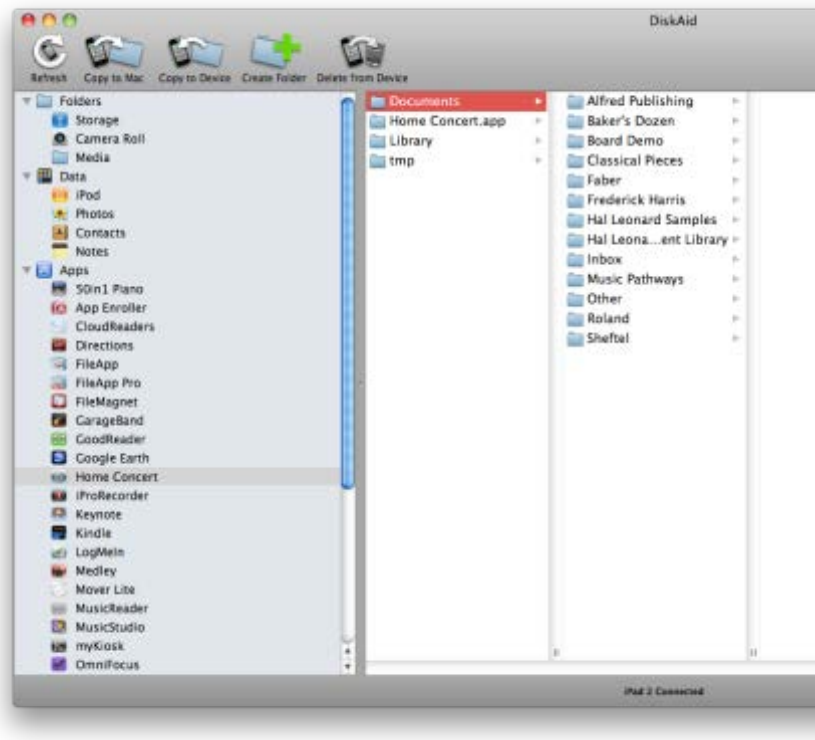 DiskAid
Refresh Copy to Mac Copy to Device Create Folder Delete from Device
Folders
Storage
Camera Roll
Media
Data
iPod
Photos
Contacts
Notes
Apps
50in1 Piano
App Enroller
CloudReaders
Directions
FileApp
FileApp Pro
FileMagnet
GarageBand
GoodReader
Google Earth
Home Concert
iProRecorder
Keynote
Kindle
LogMeIn
Medley
Mover Lite
MusicReader
MusicStudio
myKiosk
OmniFocus
Documents
Home Concert.app
Library
tmp
Alfred Publishing
Baker's Dozen
Board Demo
Classical Pieces
Faber
Frederick Harris
Hal Leonard Samples
Hal Leona...ent Library
Inbox
Music Pathways
Other
Roland
Sheftel
iPad 2 Connected